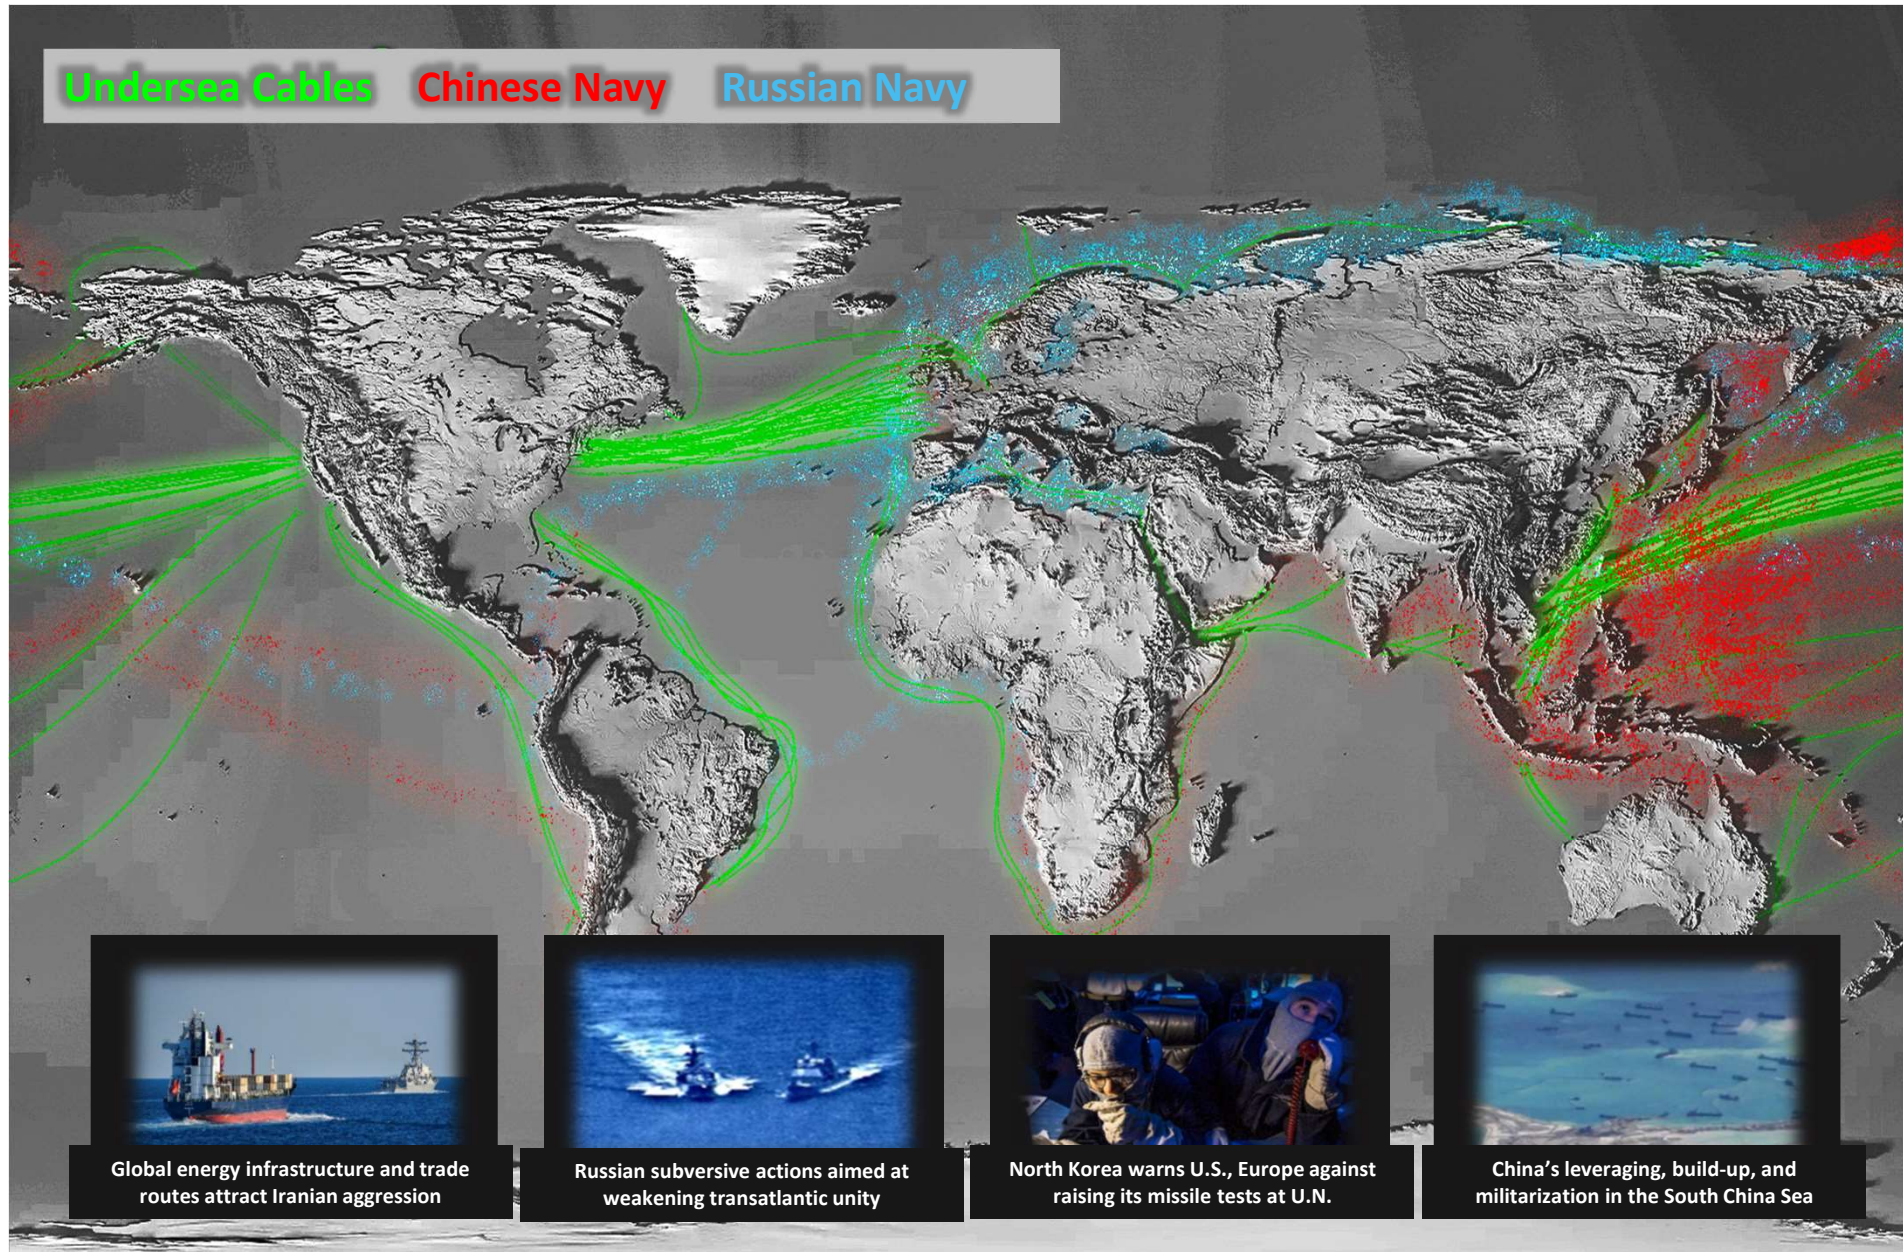 Undersea Cables Chinese Navy Russian Navy
Global energy infrastructure and trade
routes attract Iranian aggression
Russian subversive actions aimed at
weakening transatlantic unity
North Korea warns U.S., Europe against
raising its missile tests at U.N.
China’s leveraging, build-up, and
militarization in the South China Sea